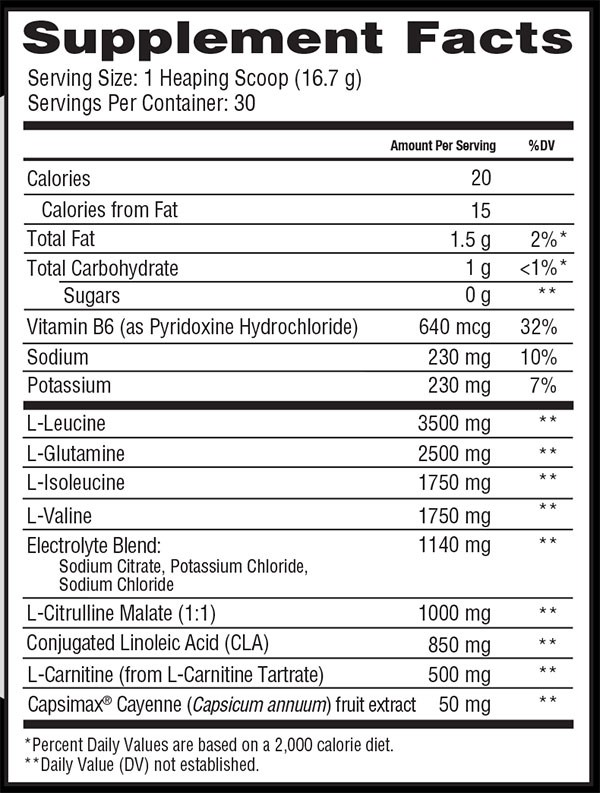 Supplement Facts
Serving Size: 1 Heaping Scoop (16.7 g)
Servings Per Container: 30
Amount Per Serving %DV
Calories 20
Calories from Fat 15
Total Fat 1.5 g 2%*
Total Carbohydrate 1 g <1%*
Sugars 0 g **
Vitamin B6 (as Pyridoxine Hydrochloride) 640 mcg 32%
Sodium 230 mg 10%
Potassium 230 mg 7%
L-Leucine 3500 mg **
L-Glutamine 2500 mg **
L-Isoleucine 1750 mg **
L-Valine 1750 mg **
Electrolyte Blend: 1140 mg **
Sodium Citrate, Potassium Chloride,
Sodium Chloride
L-Citrulline Malate (1:1) 1000 mg **
Conjugated Linoleic Acid (CLA) 850 mg **
L-Carnitine (from L-Carnitine Tartrate) 500 mg **
Capsimax® Cayenne (Capsicum annuum) fruit extract 50 mg **
*Percent Daily Values are based on a 2,000 calorie diet.
**Daily Value (DV) not established.